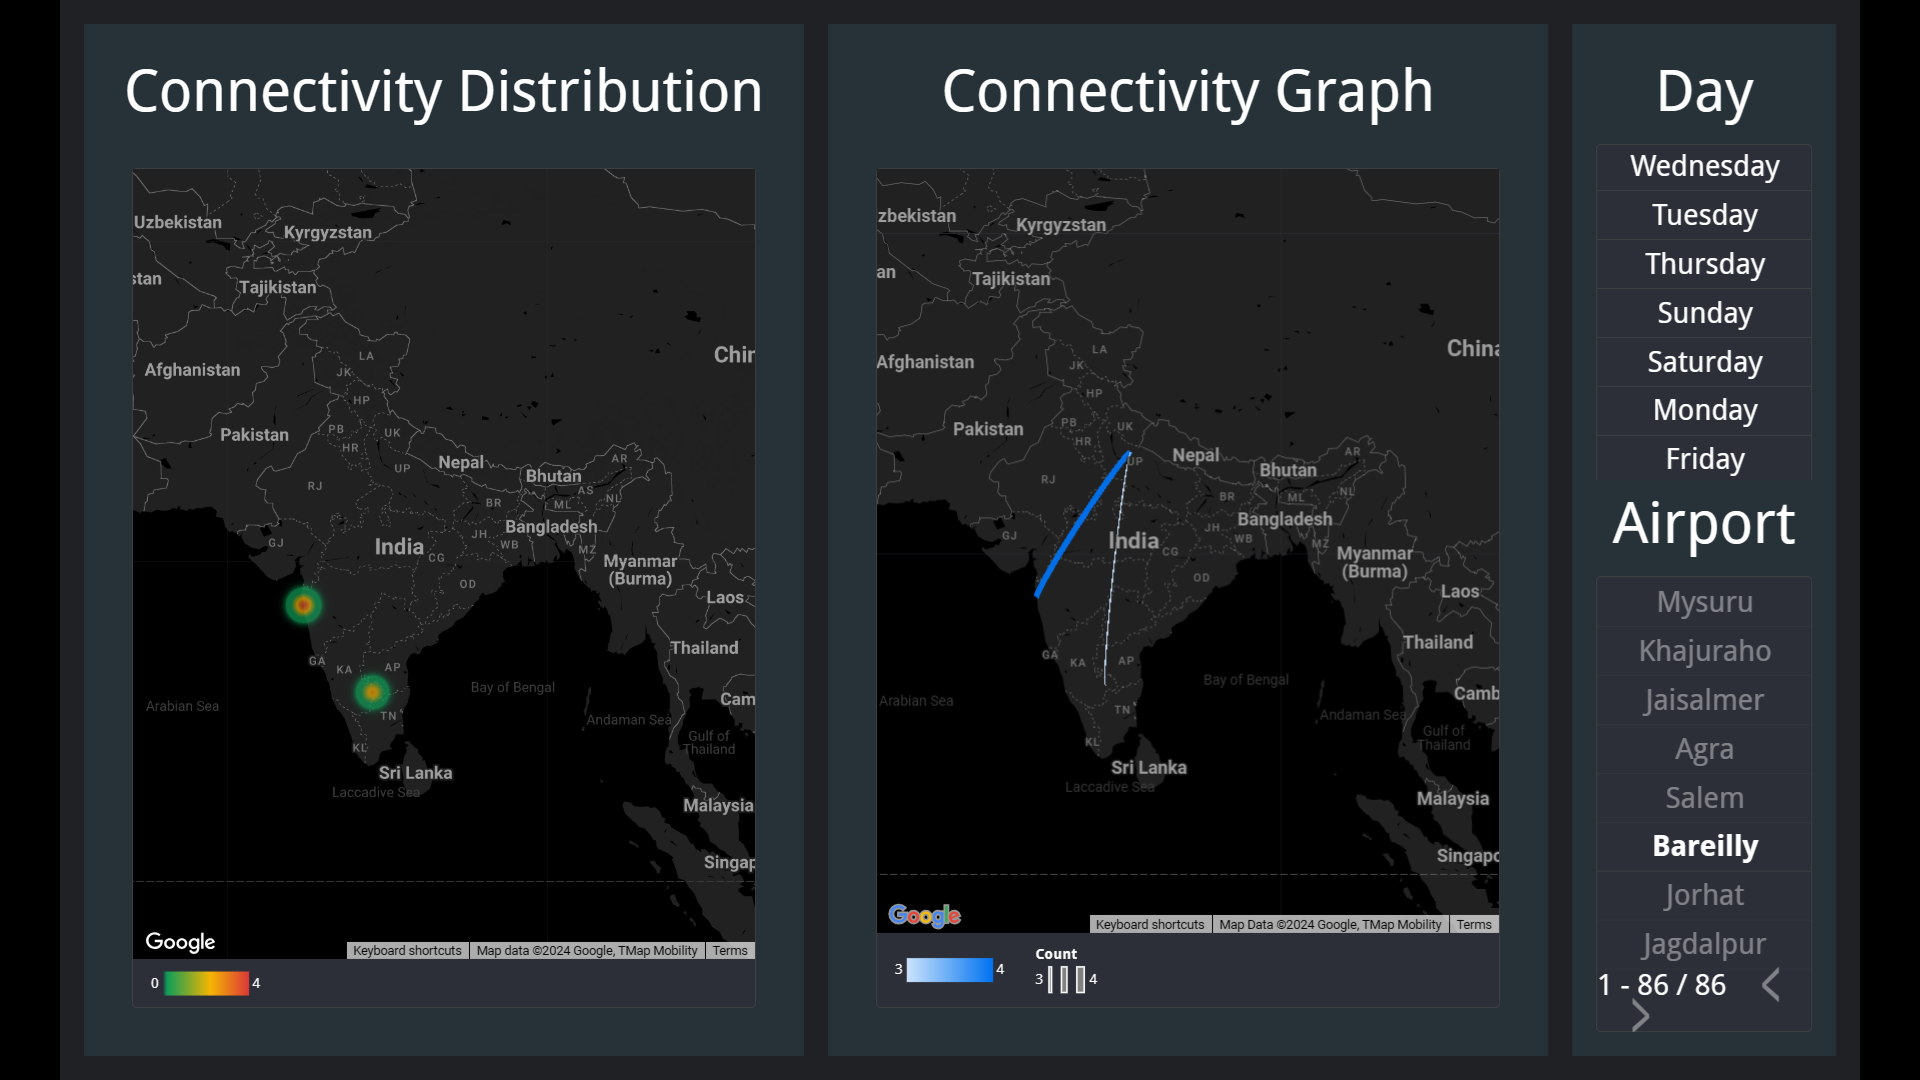 Connectivity Distribution
Uzbekistan
Kyrgyzstan
stan
Tajikistan
Chin
LA
Afghanistan
JK
HP
Pakistan
PB
UK
HR
Nepal
UP
AR
Bhutan
RJ
AS
BR
ML
NL
Bangladesh
GJ
India
JH
WB
MZ
CG
Myanmar
(Burma)
OD
Laos
Thailand
GA
KA
AP
Bay of Bengal
Cam
Arabian Sea
TN
Andaman Sea
KL
Gulf of
Thailand
Sri Lanka
Laccadive Sea
Malaysia
Singap
Google
Keyboard shortcuts
Map data ©2024 Google, TMap Mobility
Terms
0
4
Connectivity Graph
zbekistan
Kyrgyzstan
an
Tajikistan
China
LA
Afghanistan
JK
HP
Pakistan
PB
UK
HR
Nepal
UP
AR
Bhutan
RJ
BR
ML
NL
Bangladesh
GJ
India
JH
WB
MZ
CG
Myanmar
(Burma)
OD
Laos
Thailand
GA
KA
AP
Bay of Bengal
Camb
Arabian Sea
TN
Andaman Sea
KL
Gulf of
Thailand
Sri Lanka
Laccadive Sea
Malaysia
Singapo
Google
Keyboard shortcuts
Map Data ©2024 Google, TMap Mobility
Terms
3
4
Count
3
4
Day
Wednesday
Tuesday
Thursday
Sunday
Saturday
Monday
Friday
Airport
Mysuru
Khajuraho
Jaisalmer
Agra
Salem
Bareilly
Jorhat
Jagdalpur
1 - 86 / 86